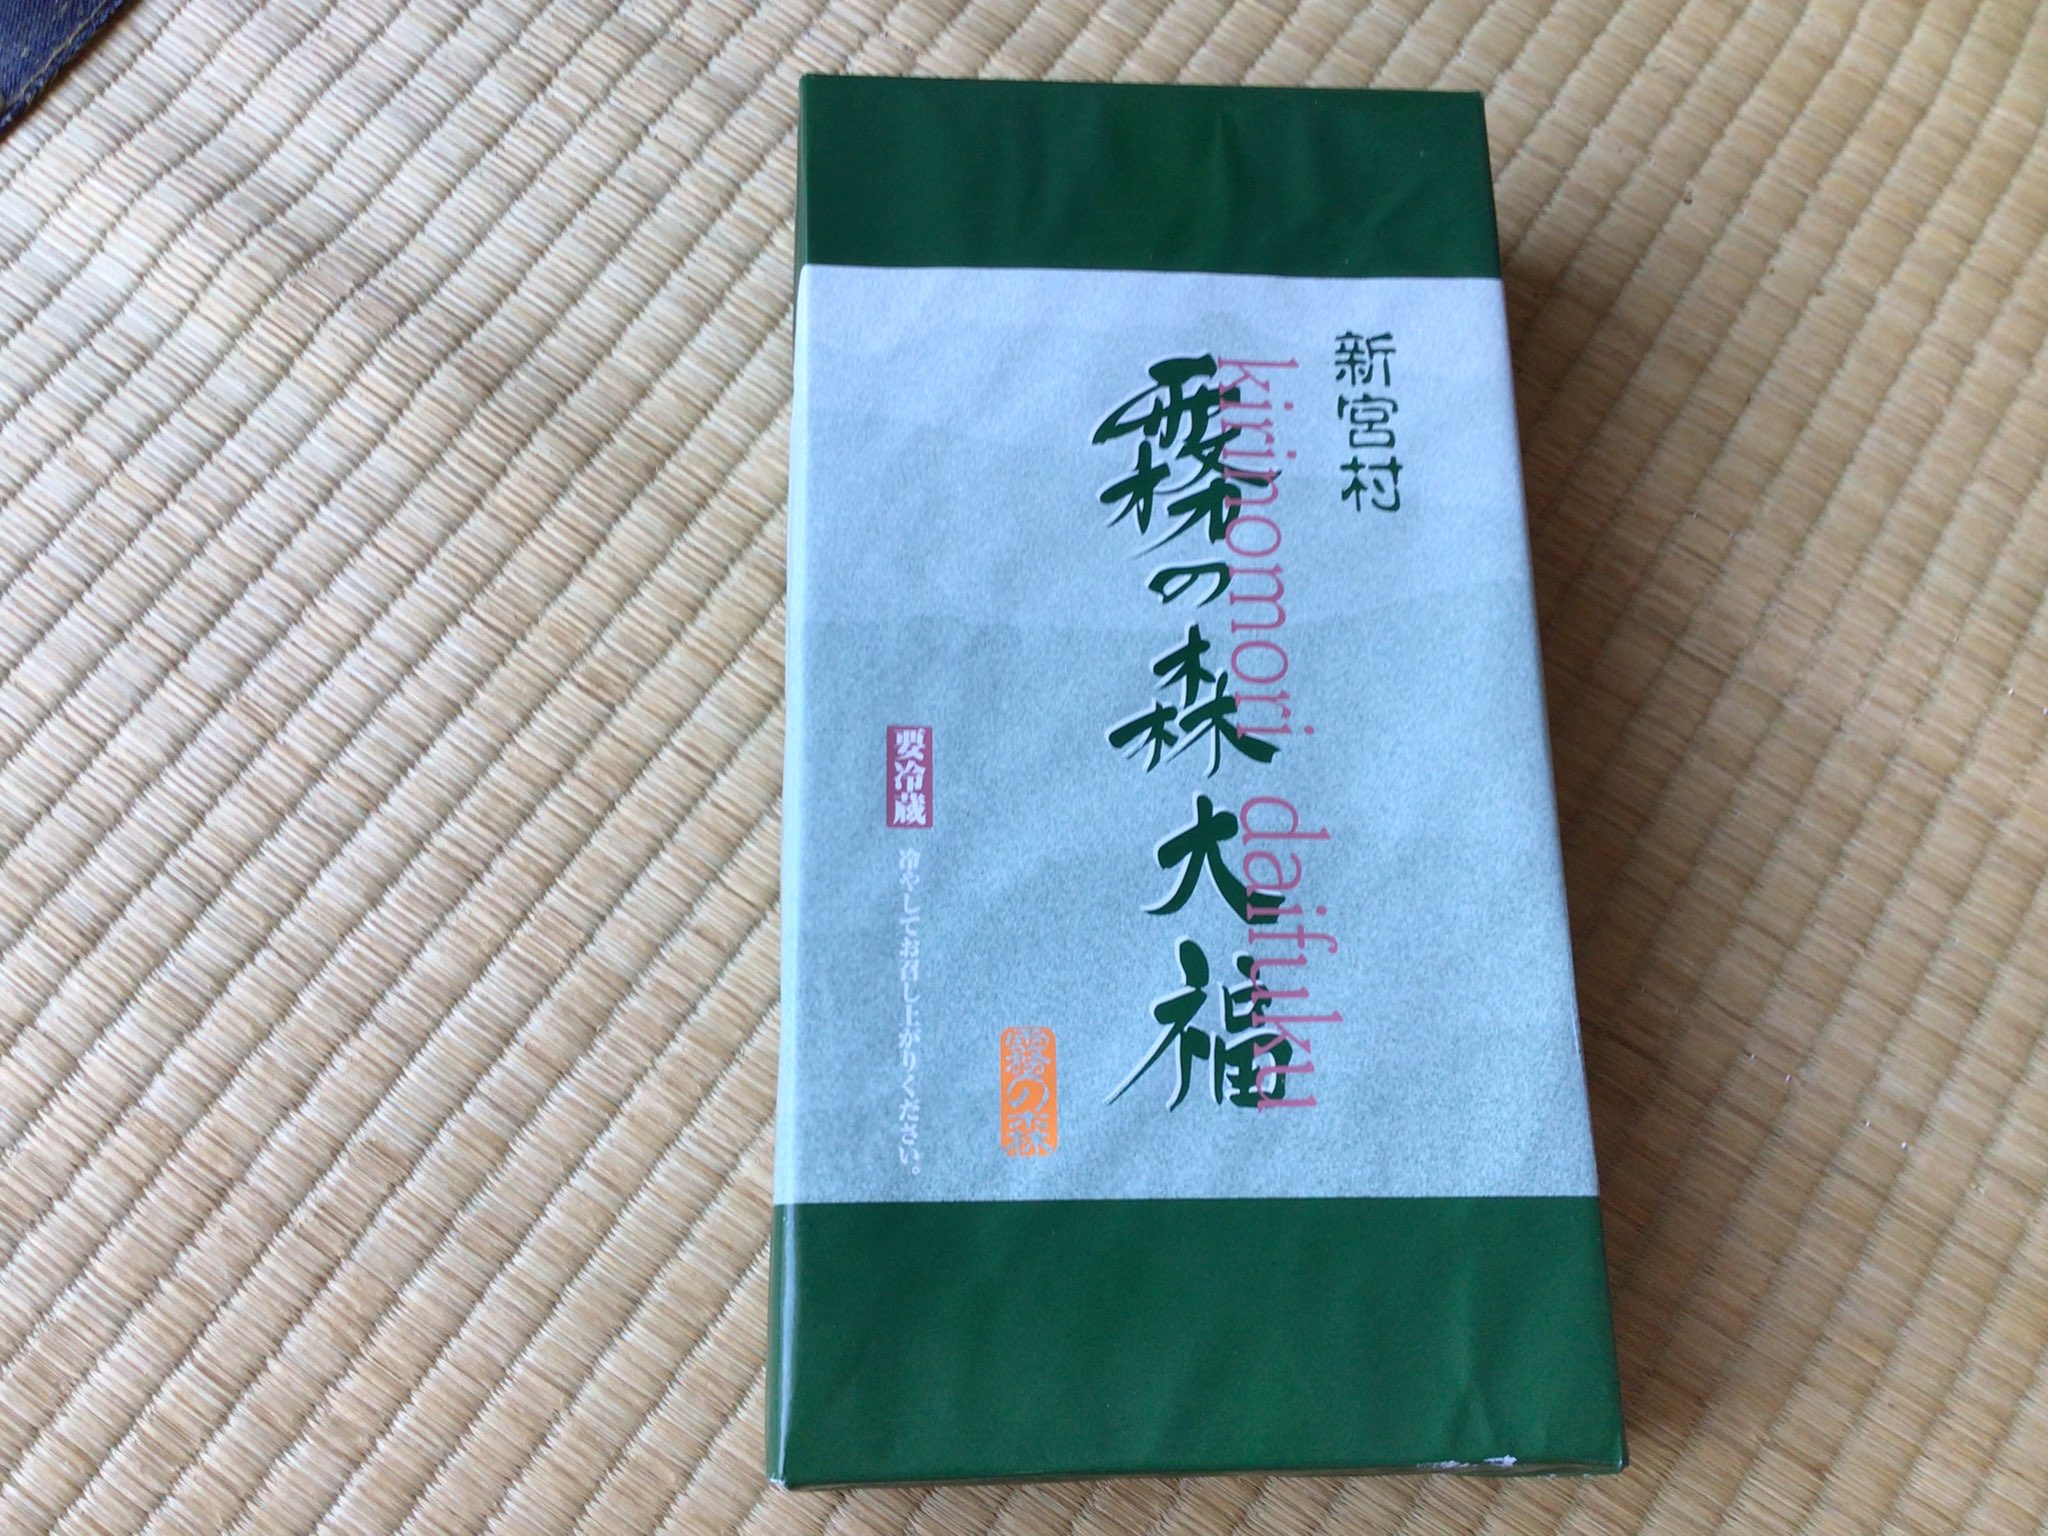 新宮村
kirinomori daifuku
霧の森大福
霧の森
要冷蔵
冷やしてお召し上がりください。